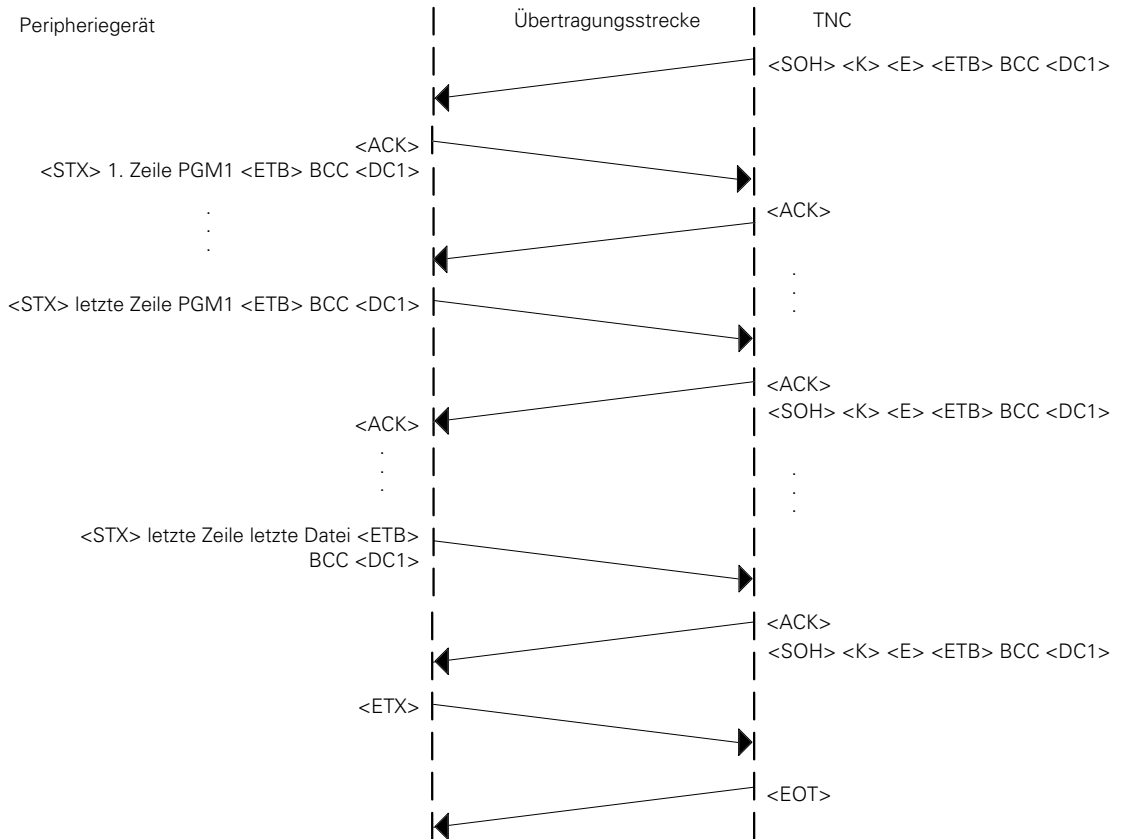 Peripheriegerät
Übertragungsstrecke
TNC
<SOH> <K> <E> <ETB> BCC <DC1>
<ACK>
<STX> 1. Zeile PGM1 <ETB> BCC <DC1>
.
.
.
<ACK>
.
.
.
<STX> letzte Zeile PGM1 <ETB> BCC <DC1>
<ACK>
<SOH> <K> <E> <ETB> BCC <DC1>
<ACK>
.
.
.
.
.
.
<STX> letzte Zeile letzte Datei <ETB>
BCC <DC1>
<ACK>
<SOH> <K> <E> <ETB> BCC <DC1>
<ETX>
<EOT>